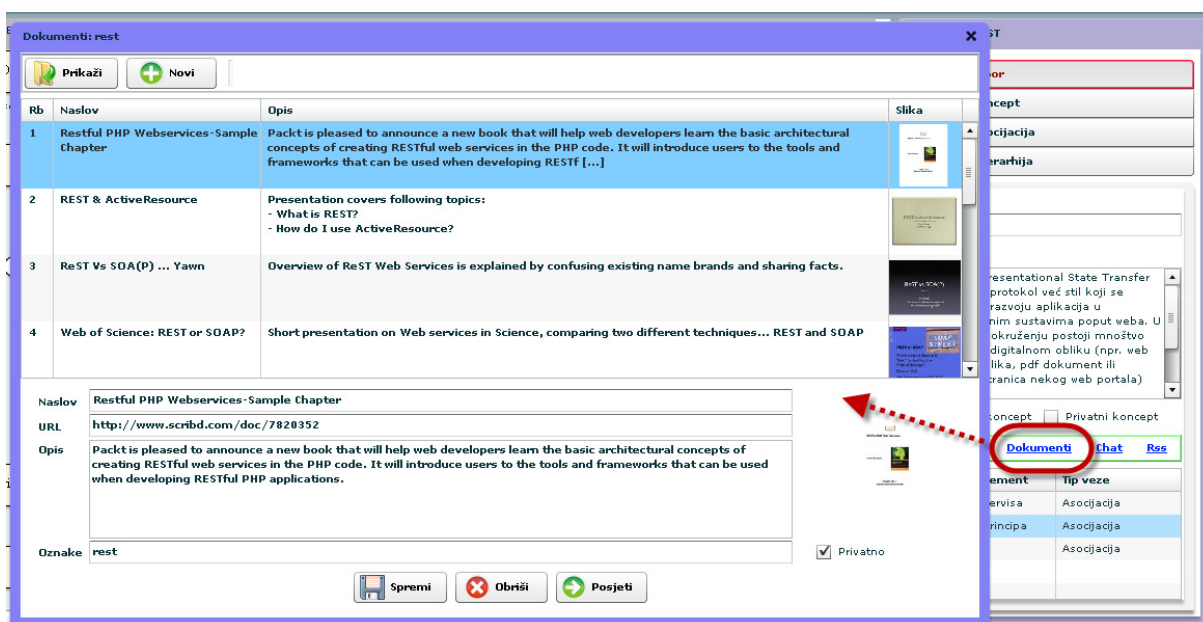 Dokumenti: rest
Prikaži
Novi
Rb Naslov Opis Slika
1 Restful PHP Webservices-Sample Chapter
Packt is pleased to announce a new book that will help web developers learn the basic architectural
concepts of creating RESTful web services in the PHP code. It will introduce users to the tools and
frameworks that can be used when developing RESTf [...]
2 REST & ActiveResource
Presentation covers following topics:
- What is REST?
- How do I use ActiveResource?
3 ReST Vs SOA(P) ... Yawn
Overview of ReST Web Services is explained by confusing existing name brands and sharing facts.
4 Web of Science: REST or SOAP?
Short presentation on Web services in Science, comparing two different techniques... REST and SOAP
Naslov Restful PHP Webservices-Sample Chapter
URL http://www.scribd.com/doc/7820352
Opis Packt is pleased to announce a new book that will help web developers learn the basic architectural concepts of
creating RESTful web services in the PHP code. It will introduce users to the tools and frameworks that can be used
when developing RESTful PHP applications.
Oznake rest
Privatno
Spremi
Obriši
Posjeti
ST
or
ncept
ocijacija
erarhija
resentational State Transfer
protokol već stil koji se
razvoju aplikacija u
nim sustavima poput weba. U
okruženju postoji mnoštvo
digitalnom obliku (npr. web
lika, pdf dokument ili
tranica nekog web portala)
koncept Privatni koncept
Dokumenti Chat Rss
ement Tip veze
ervisa Asocijacija
rincipa Asocijacija
Asocijacija